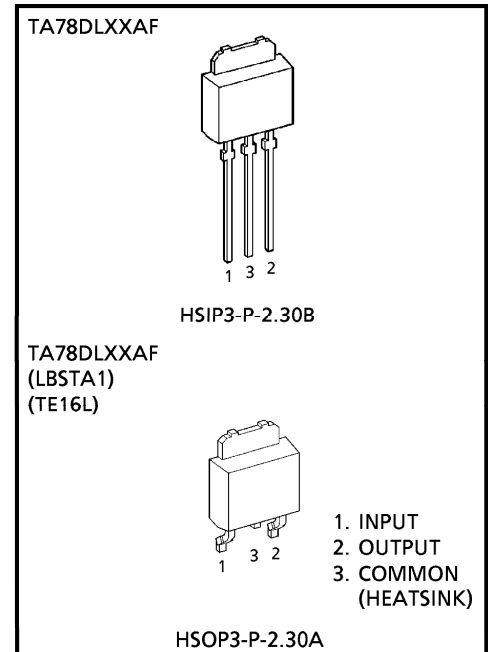 TA78DLXXAF
1 3 2
HSIP3-P-2.30B
TA78DLXXAF
(LBSTA1)
(TE16L)
1 3 2
1. INPUT
2. OUTPUT
3. COMMON
(HEATSINK)
HSOP3-P-2.30A